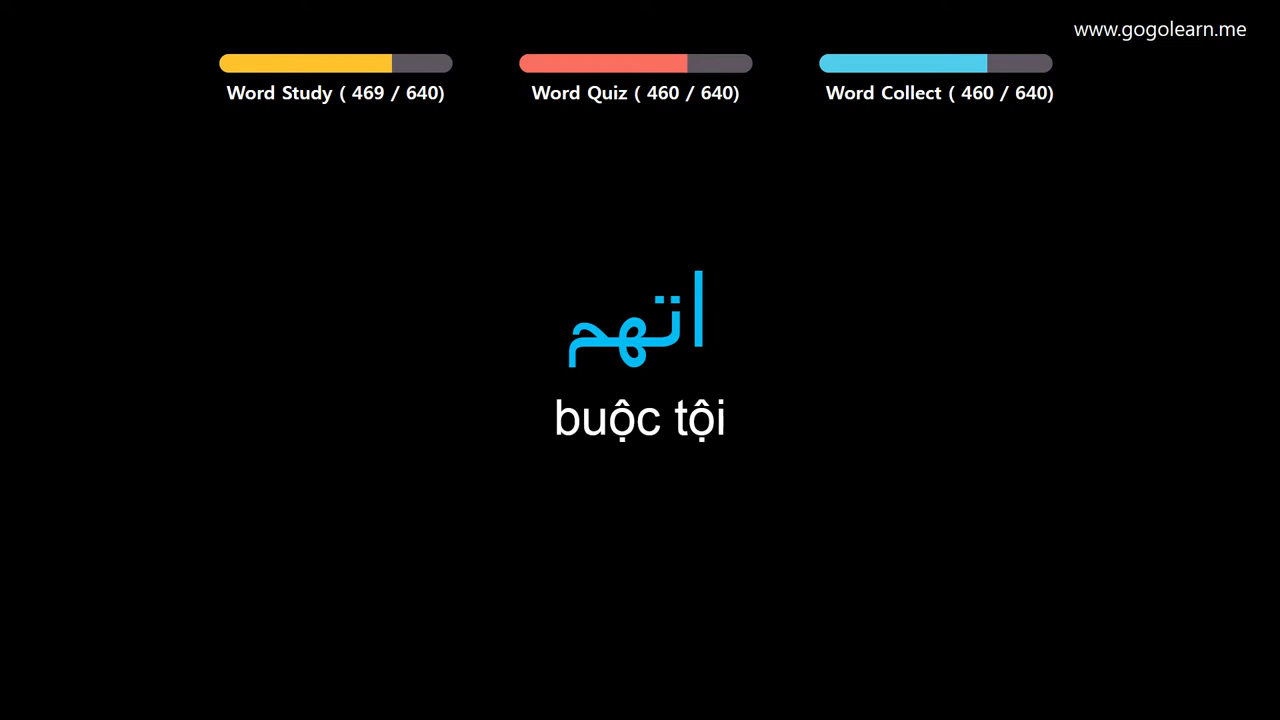 www.gogolearn.me
Word Study ( 469 / 640)
Word Quiz ( 460 / 640)
Word Collect ( 460 / 640)
اتهم
buộc tội